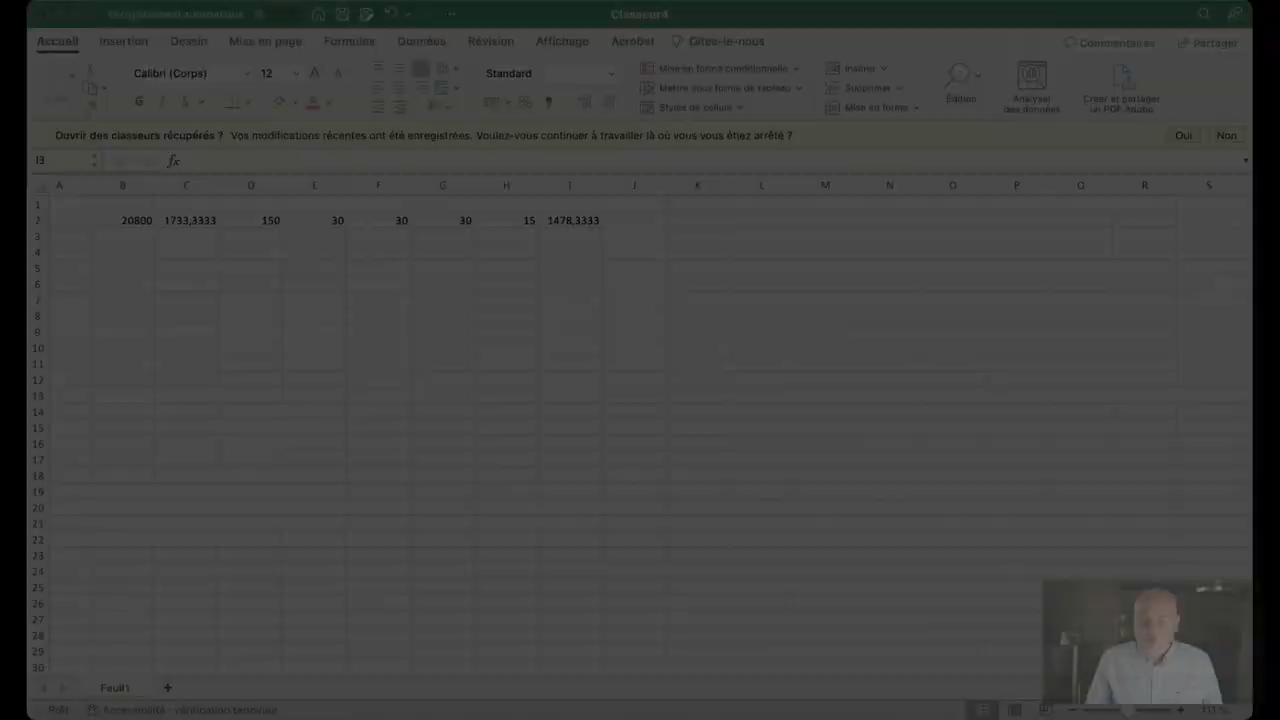 Enregistrement automatique
Classeur4
Accueil Insertion Dessin Mise en page Formules Données Révision Affichage Acrobat Dites-le-nous Commentaires Partager
Calibri (Corps) 12 Standard Mise en forme conditionnelle Insérer
Mettre sous forme de tableau Supprimer Édition Analyser des données Créer et partager un PDF Adobe
G I S Styles de cellule Mise en forme
Ouvrir des classeurs récupérés ? Vos modifications récentes ont été enregistrées. Voulez-vous continuer à travailler là où vous vous étiez arrêté ? Oui Non
I3 fx
A B C D E F G H I J K L M N O P Q R S
1
2 20800 1733,3333 150 30 30 30 15 1478,3333
3
4
5
6
7
8
9
10
11
12
13
14
15
16
17
18
19
20
21
22
23
24
25
26
27
28
29
30
Feuil1 +
Prêt Accessibilité : vérification terminée